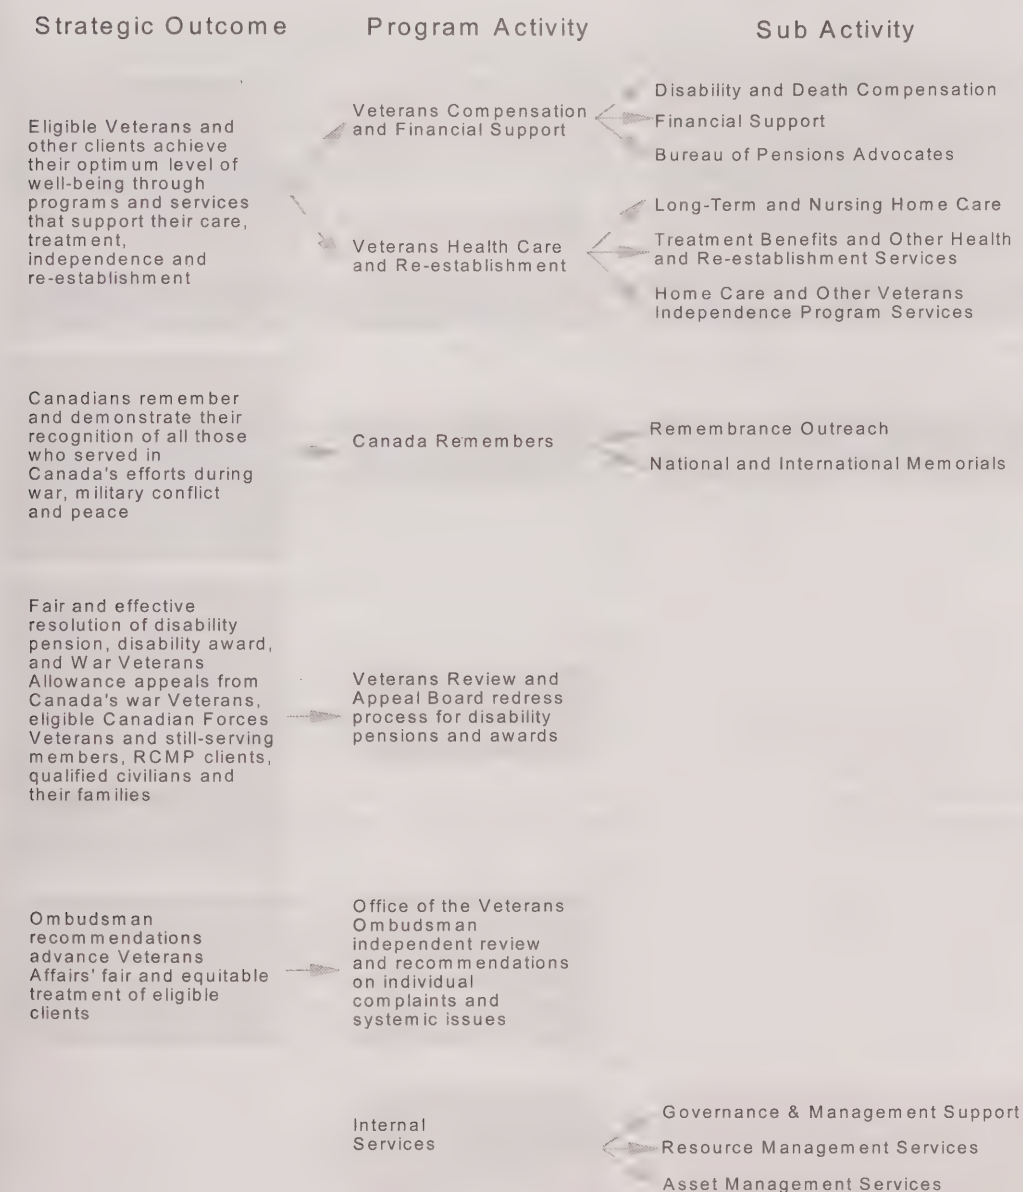 Strategic Outcome
Program Activity
Sub Activity
Eligible Veterans and
other clients achieve
their optimum level of
well-being through
programs and services
that support their care,
treatment,
independence and
re-establishment
Veterans Compensation
and Financial Support
Disability and Death Compensation
Financial Support
Bureau of Pensions Advocates
Veterans Health Care
and Re-establishment
Long-Term and Nursing Home Care
Treatment Benefits and Other Health
and Re-establishment Services
Home Care and Other Veterans
Independence Program Services
Canadians remember
and demonstrate their
recognition of all those
who served in
Canada's efforts during
war, military conflict
and peace
Canada Remembers
Remembrance Outreach
National and International Memorials
Fair and effective
resolution of disability
pension, disability award,
and War Veterans
Allowance appeals from
Canada's war Veterans,
eligible Canadian Forces
Veterans and still-serving
members, RCMP clients,
qualified civilians and
their families
Veterans Review and
Appeal Board redress
process for disability
pensions and awards
Ombudsman
recommendations
advance Veterans
Affairs' fair and equitable
treatment of eligible
clients
Office of the Veterans
Ombudsman
independent review
and recommendations
on individual
complaints and
systemic issues
Internal
Services
Governance & Management Support
Resource Management Services
Asset Management Services